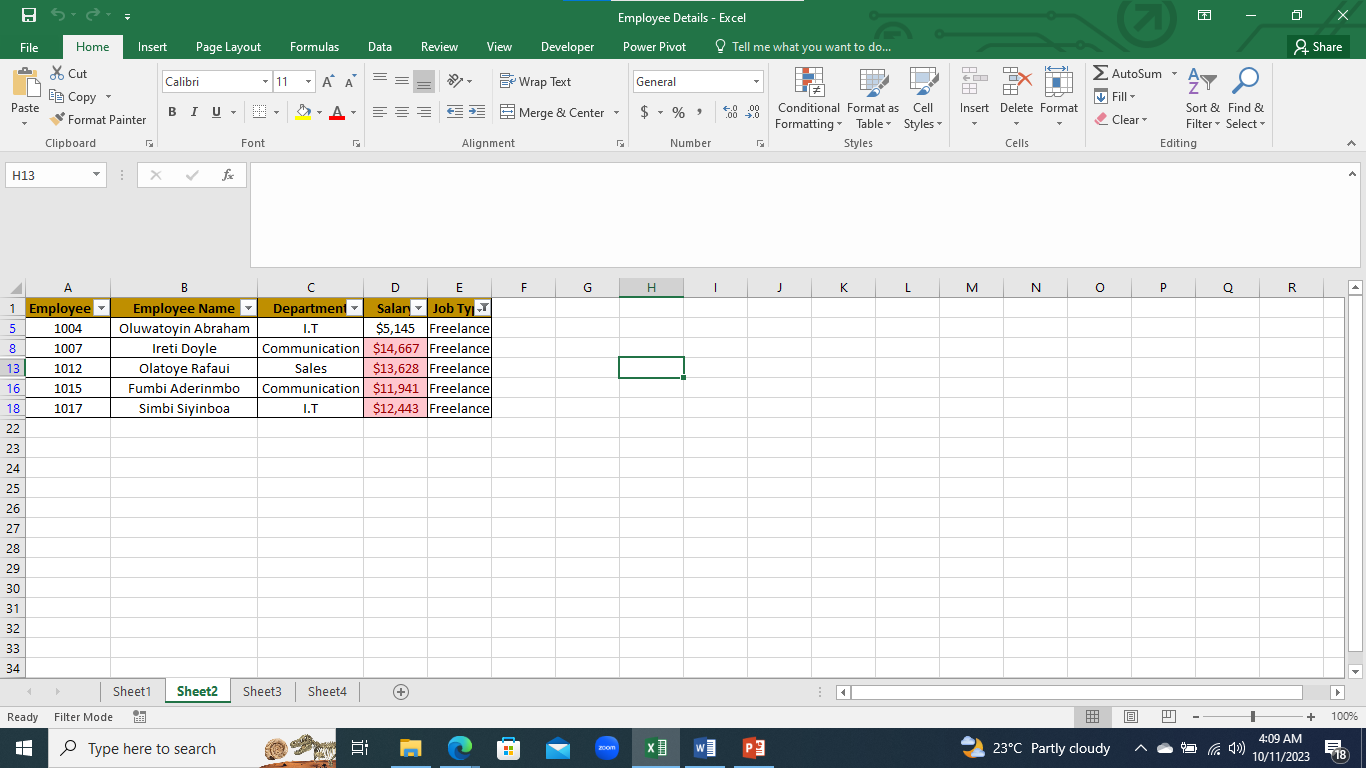 Employee Details - Excel
File Home Insert Page Layout Formulas Data Review View Developer Power Pivot Tell me what you want to do... Share
Paste Cut Copy Format Painter
Clipboard
Calibri 11
B I U A
Font
Wrap Text
Merge & Center
Alignment
General
$ % ,
Number
Conditional Formatting Format as Table Cell Styles
Styles
Insert Delete Format
Cells
AutoSum Fill Clear Sort & Filter Find & Select
Editing
H13 fx
A B C D E F G H I J K L M N O P Q R
1 Employee Employee Name Department Salary Job Ty
5 1004 Oluwatoyin Abraham I.T $5,145 Freelance
8 1007 Ireti Doyle Communication $14,667 Freelance
13 1012 Olatoye Rafaui Sales $13,628 Freelance
16 1015 Fumbi Aderinmbo Communication $11,941 Freelance
18 1017 Simbi Siyinboa I.T $12,443 Freelance
22
23
24
25
26
27
28
29
30
31
32
33
34
Sheet1 Sheet2 Sheet3 Sheet4
Ready Filter Mode 100%
Type here to search zoom 23°C Partly cloudy 4:09 AM
10/11/2023 18